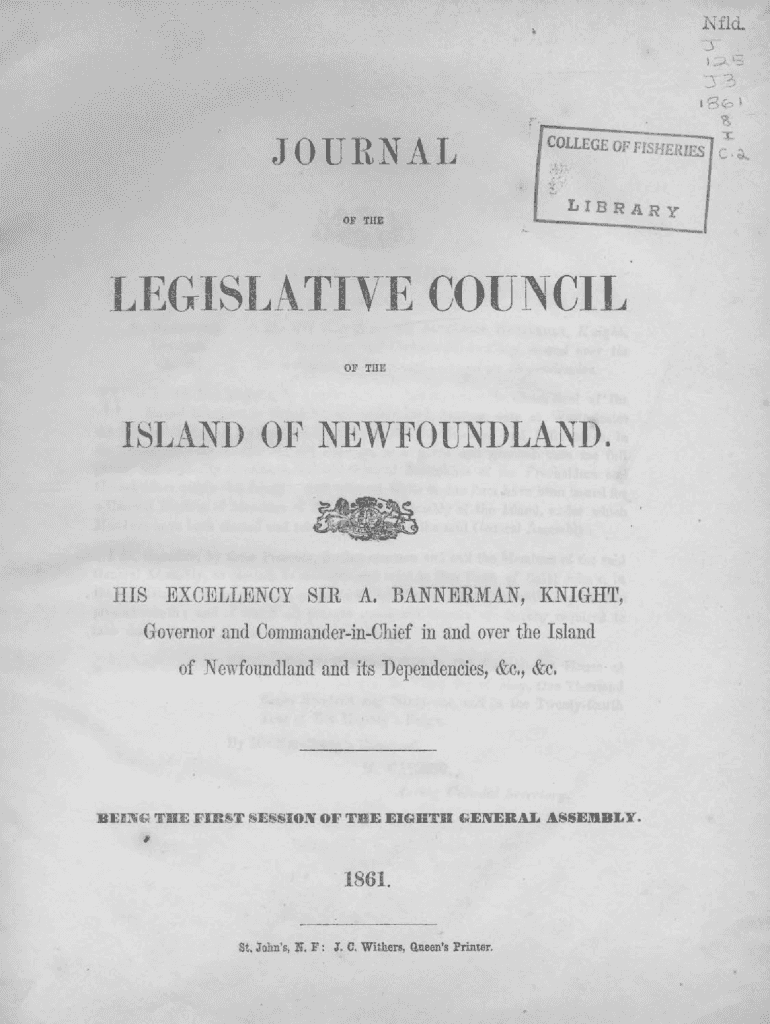 Nfld.
J
125
J3
1861
8
I
C.2
COLLEGE OF FISHERIES
LIBRARY
JOURNAL
OF THE
LEGISLATIVE COUNCIL
OF THE
ISLAND OF NEWFOUNDLAND.
HIS EXCELLENCY SIR A. BANNERMAN, KNIGHT,
Governor and Commander-in-Chief in and over the Island
of Newfoundland and its Dependencies, &c., &c.
BEING THE FIRST SESSION OF THE EIGHTH GENERAL ASSEMBLY.
1861.
St. John's, N. F: J. C. Withers, Queen's Printer.